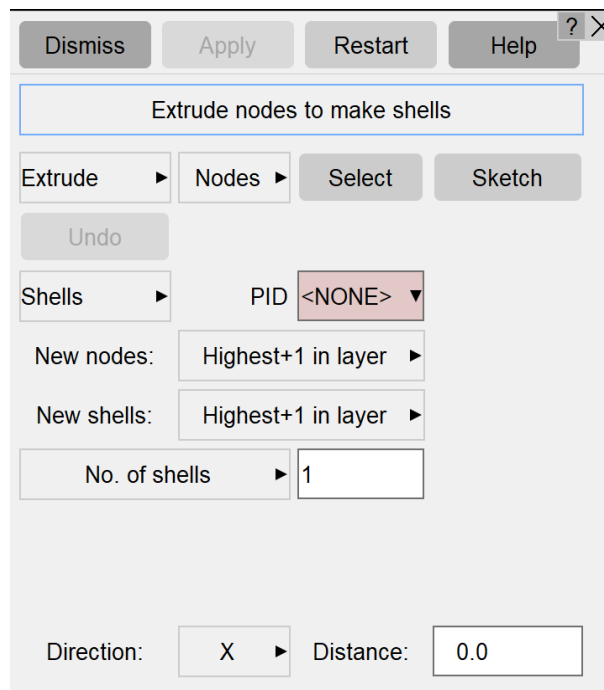 ? X
Dismiss Apply Restart Help
Extrude nodes to make shells
Extrude Nodes Select Sketch
Undo
Shells PID <NONE>
New nodes: Highest+1 in layer
New shells: Highest+1 in layer
No. of shells 1
Direction: X Distance: 0.0